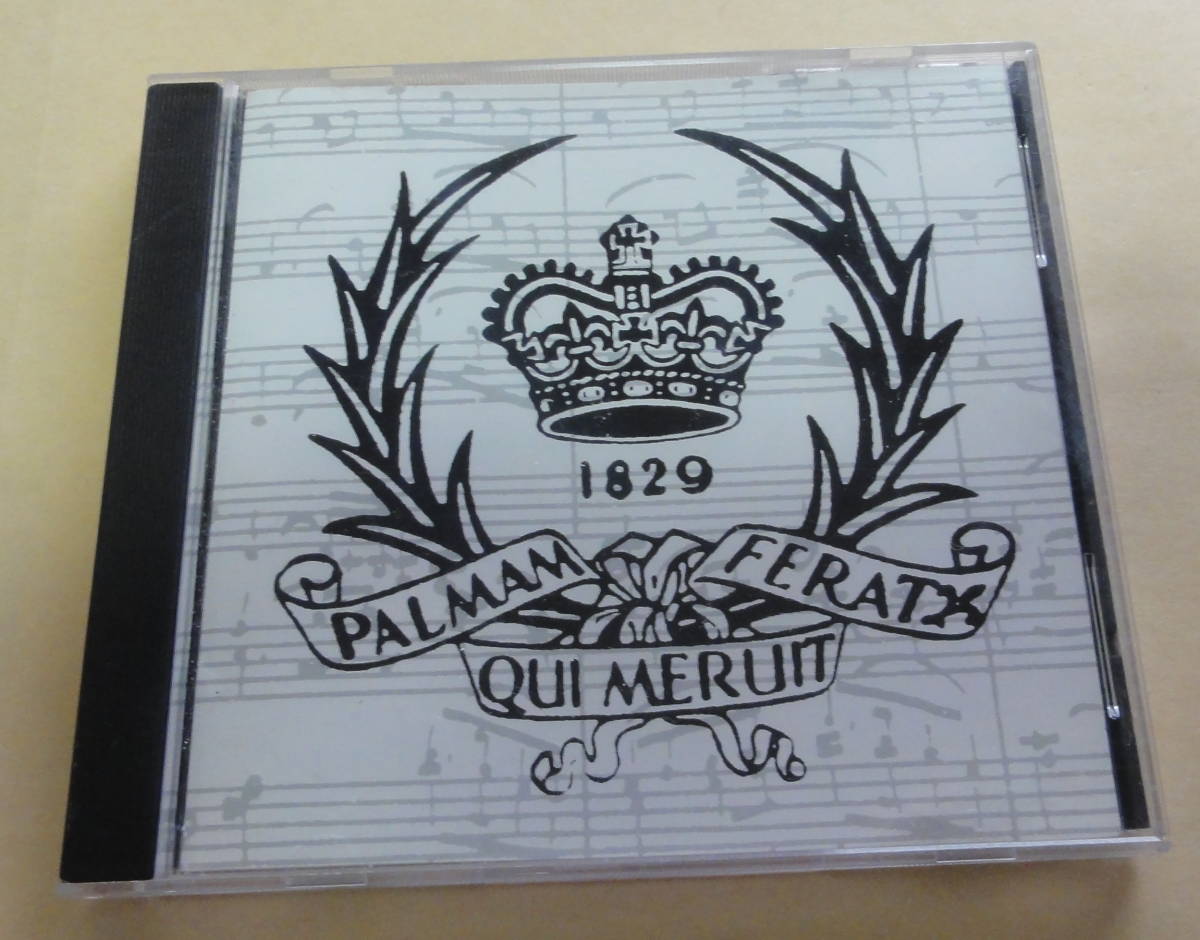 1829
PALMAM FERAT
QUI MERUIT